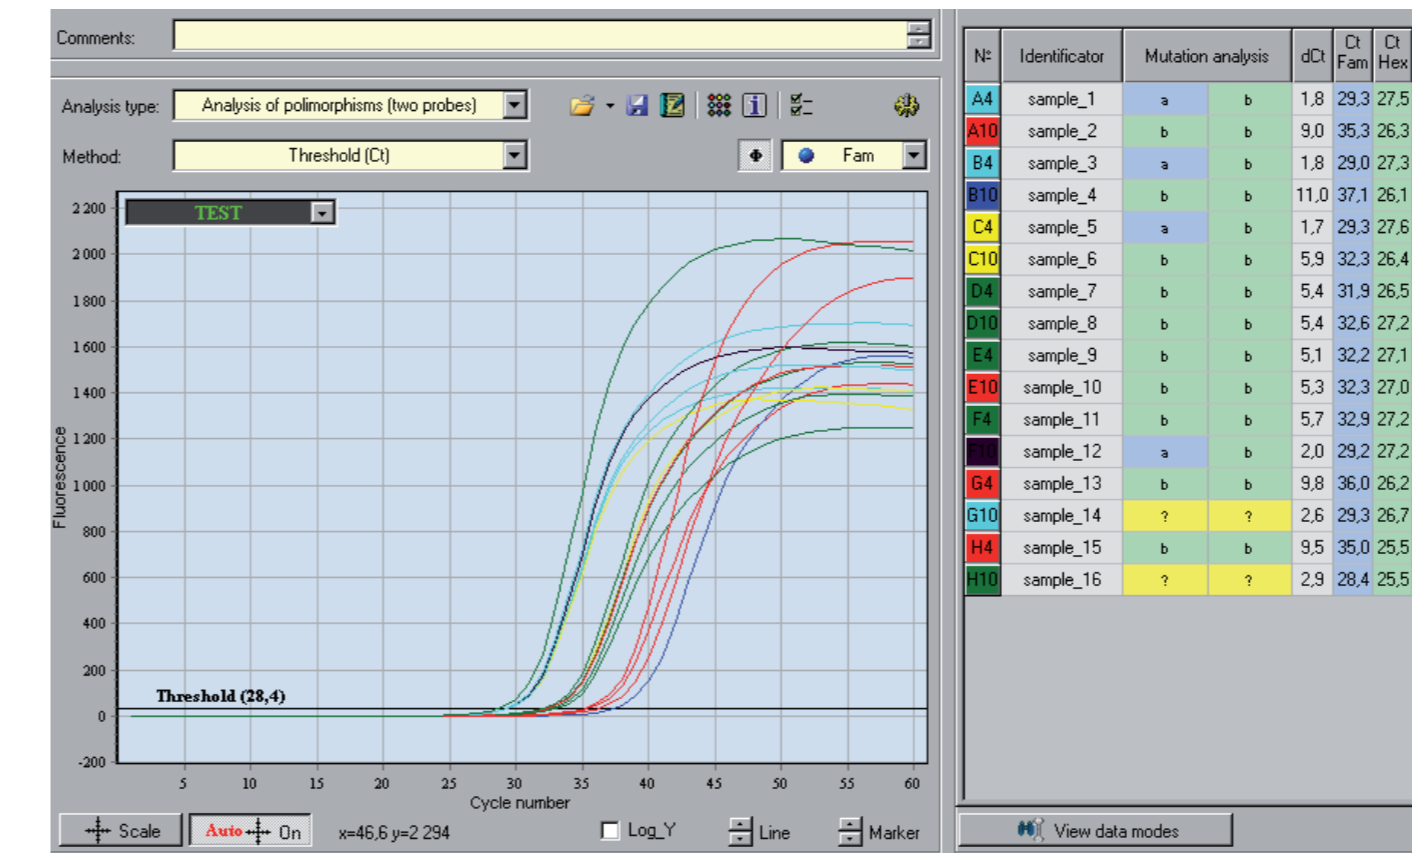 Comments:
Analysis type: Analysis of polimorphisms (two probes)
Method: Threshold (Ct) Ф Fam
TEST
Fluorescence
2 200
2 000
1 800
1 600
1 400
1 200
1 000
800
600
400
200
0
-200
Threshold (28,4)
5 10 15 20 25 30 35 40 45 50 55 60
Cycle number
Scale Auto On x=46,6 y=2 294 Log_Y Line Marker
№ Identificator Mutation analysis dCt Ct Fam Ct Hex
A4 sample_1 a b 1,8 29,3 27,5
A10 sample_2 b b 9,0 35,3 26,3
B4 sample_3 a b 1,8 29,0 27,3
B10 sample_4 b b 11,0 37,1 26,1
C4 sample_5 a b 1,7 29,3 27,6
C10 sample_6 b b 5,9 32,3 26,4
D4 sample_7 b b 5,4 31,9 26,5
D10 sample_8 b b 5,4 32,6 27,2
E4 sample_9 b b 5,1 32,2 27,1
E10 sample_10 b b 5,3 32,3 27,0
F4 sample_11 b b 5,7 32,9 27,2
F10 sample_12 a b 2,0 29,2 27,2
G4 sample_13 b b 9,8 36,0 26,2
G10 sample_14 ? ? 2,6 29,3 26,7
H4 sample_15 b b 9,5 35,0 25,5
H10 sample_16 ? ? 2,9 28,4 25,5
View data modes